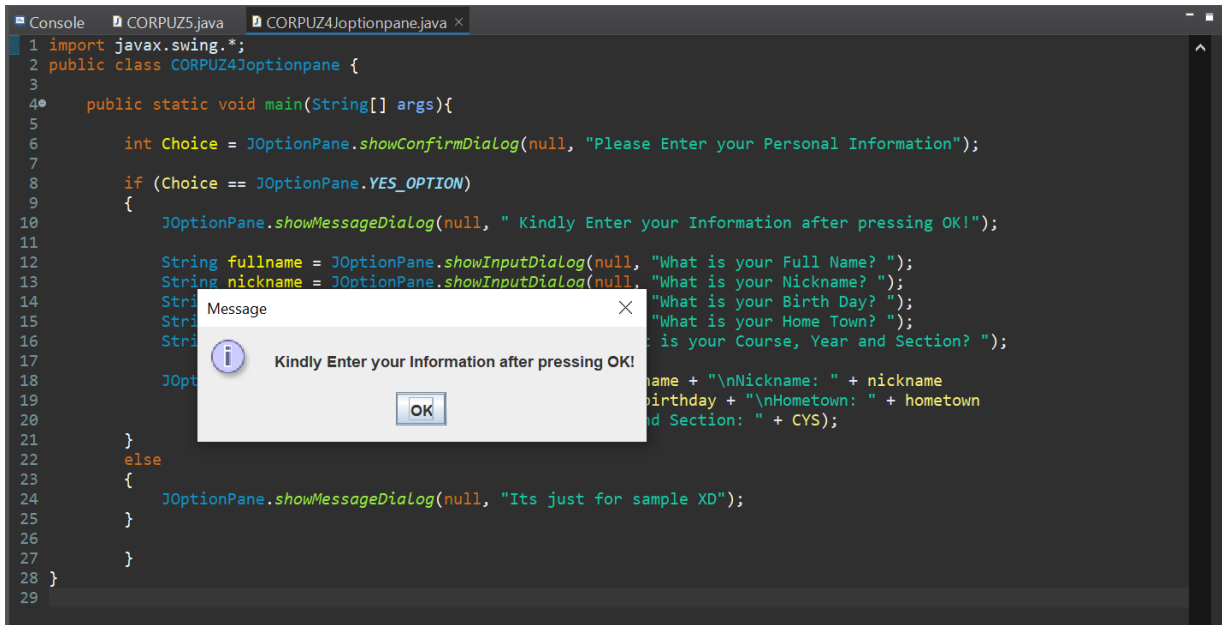 Console CORPUZ5.java CORPUZ4Joptionpane.java
1 import javax.swing.*;
2 public class CORPUZ4Joptionpane {
3
4 public static void main(String[] args){
5
6 int Choice = JOptionPane.showConfirmDialog(null, "Please Enter your Personal Information");
7
8 if (Choice == JOptionPane.YES_OPTION)
9 {
10 JOptionPane.showMessageDialog(null, " Kindly Enter your Information after pressing OK!");
11
12 String fullname = JOptionPane.showInputDialog(null, "What is your Full Name? ");
13 String nickname = JOptionPane.showInputDialog(null, "What is your Nickname? ");
14 Stri "What is your Birth Day? ");
15 Stri "What is your Home Town? ");
16 Stri is your Course, Year and Section? ");
17
18 JOpt name + "\nNickname: " + nickname
19 birthday + "\nHometown: " + hometown
20 nd Section: " + CYS);
21 }
22 else
23 {
24 JOptionPane.showMessageDialog(null, "Its just for sample XD");
25 }
26
27 }
28 }
29
Message
Kindly Enter your Information after pressing OK!
OK